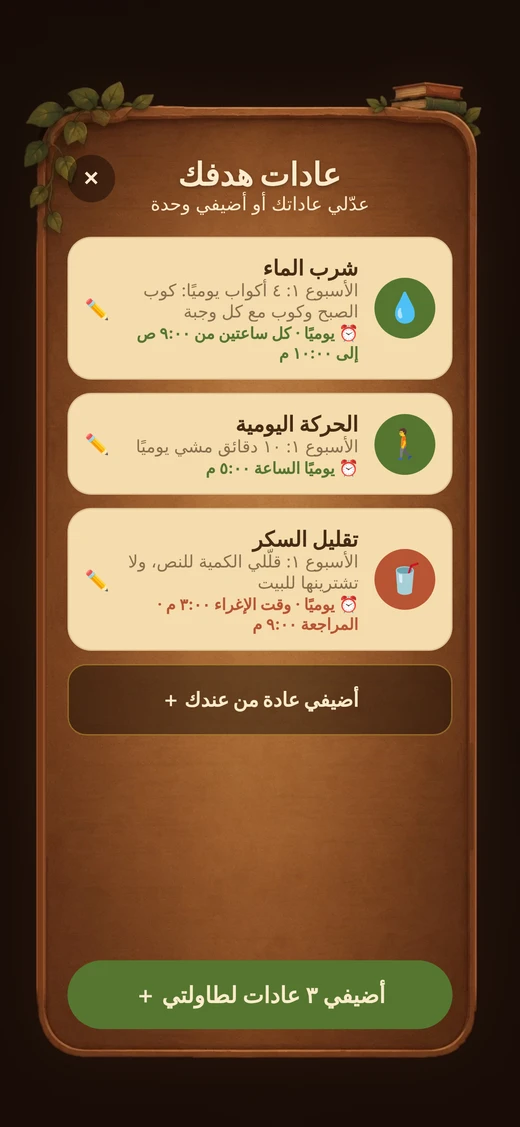 عادات هدفك
عدّلي عاداتك أو أضيفي وحدة
شرب الماء
الأسبوع ١: ٤ أكواب يوميًا: كوب
الصبح وكوب مع كل وجبة
يوميًا · كل ساعتين من ٩:٠٠ ص
إلى ١٠:٠٠ م
الحركة اليومية
الأسبوع ١: ١٠ دقائق مشي يوميًا
يوميًا الساعة ٥:٠٠ م
تقليل السكر
الأسبوع ١: قلّلي الكمية للنص، ولا
تشترينها للبيت
يوميًا · وقت الإغراء ٣:٠٠ م ·
المراجعة ٩:٠٠ م
أضيفي عادة من عندك +
أضيفي ٣ عادات لطاولتي +